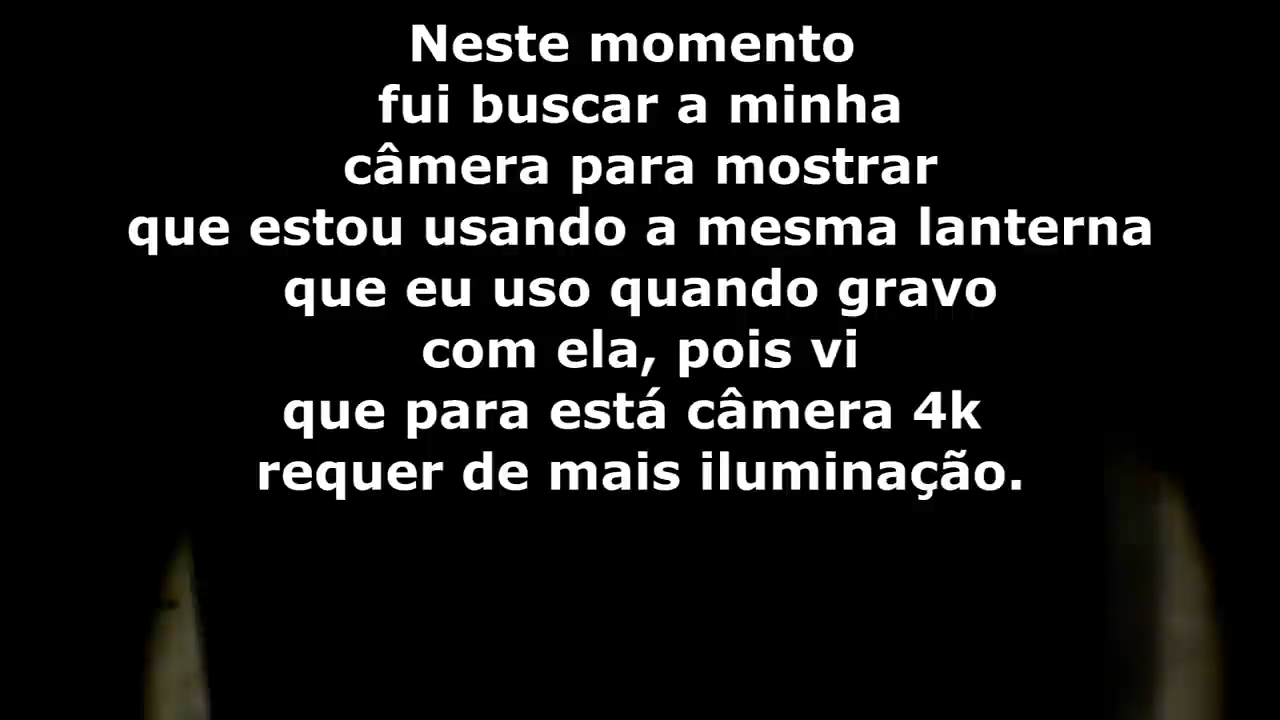 Neste momento
fui buscar a minha
câmera para mostrar
que estou usando a mesma lanterna
que eu uso quando gravo
com ela, pois vi
que para está câmera 4k
requer de mais iluminação.